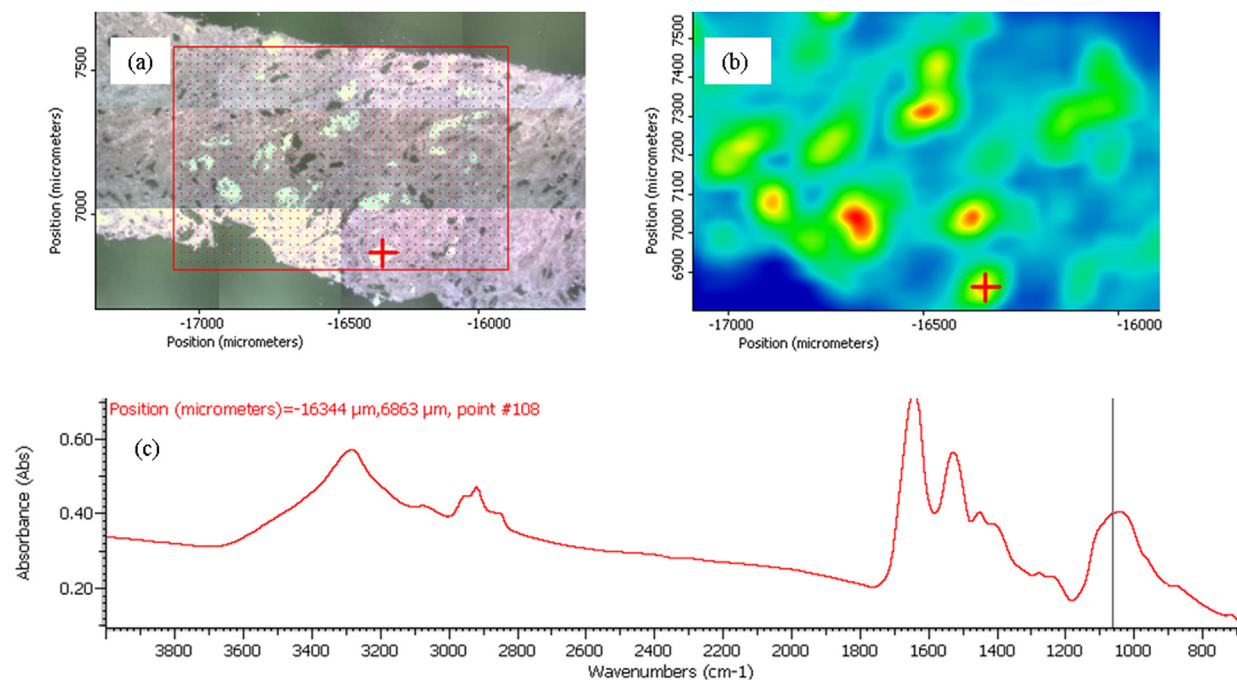 (a)
7500
7000
Position (micrometers)
-17000
-16500
-16000
Position (micrometers)
(b)
7500
7400
7300
7200
7100
7000
6900
Position (micrometers)
-17000
-16500
-16000
Position (micrometers)
Position (micrometers)=-16344 µm,6863 µm, point #108
(c)
0.60
0.40
0.20
Absorbance (Abs)
3800 3600 3400 3200 3000 2800 2600 2400 2200 2000 1800 1600 1400 1200 1000 800
Wavenumbers (cm-1)